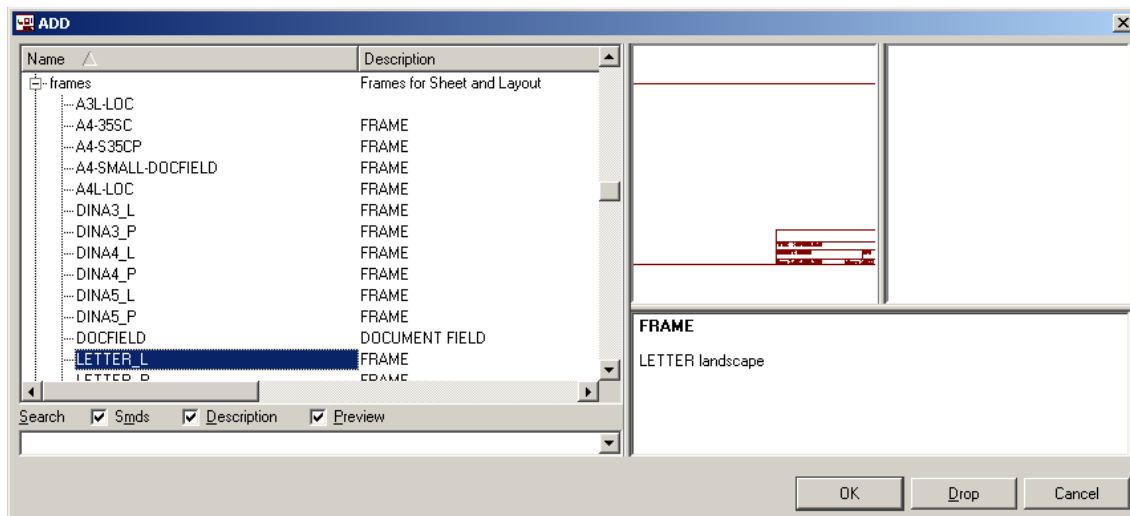 ADD
Name Description
frames Frames for Sheet and Layout
A3L-LOC
A4-35SC FRAME
A4-S35CP FRAME
A4-SMALL-DOCFIELD FRAME
A4L-LOC FRAME
DINA3_L FRAME
DINA3_P FRAME
DINA4_L FRAME
DINA4_P FRAME
DINA5_L FRAME
DINA5_P FRAME
DOCFIELD DOCUMENT FIELD
LETTER_L FRAME
LETTER_P FRAME
Search Smds Description Preview
FRAME
LETTER landscape
OK Drop Cancel